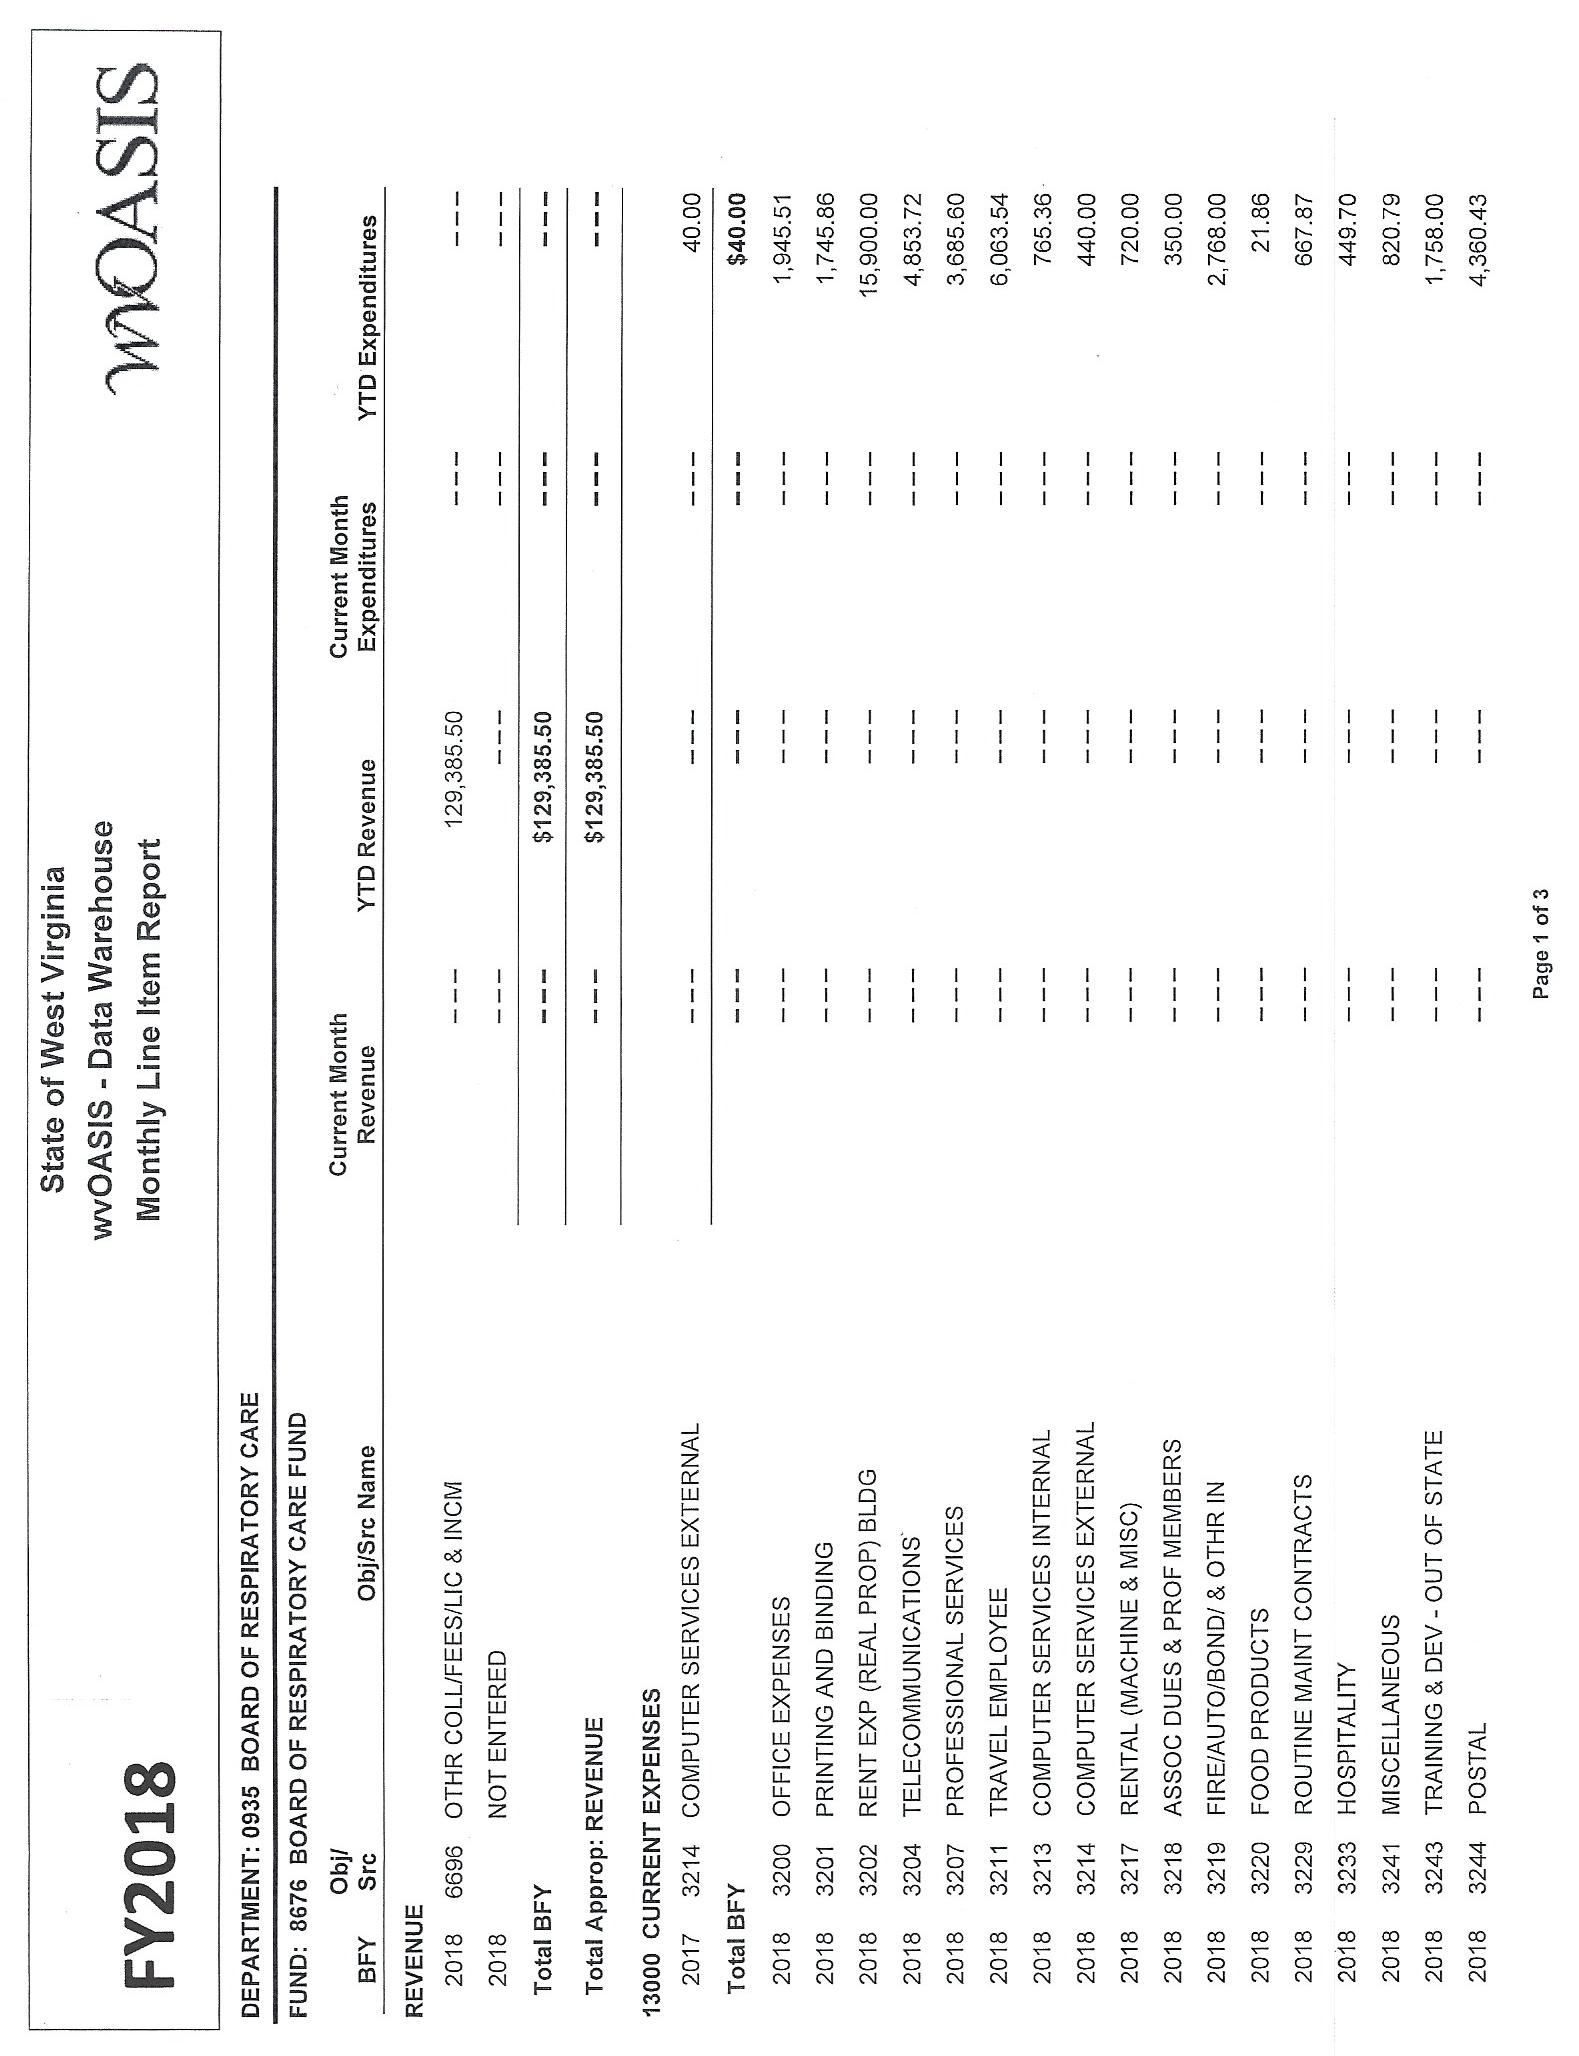 FY2018
State of West Virginia
wvOASIS - Data Warehouse
Monthly Line Item Report
wvOASIS
DEPARTMENT: 0935 BOARD OF RESPIRATORY CARE
FUND: 8676 BOARD OF RESPIRATORY CARE FUND
BFY Obj/ Src Obj/Src Name Current Month Revenue YTD Revenue Current Month Expenditures YTD Expenditures
REVENUE
2018 6696 OTHR COLL/FEES/LIC & INCM --- 129,385.50 --- ---
2018 NOT ENTERED --- --- --- ---
Total BFY --- $129,385.50 --- ---
Total Approp: REVENUE --- $129,385.50 --- ---
13000 CURRENT EXPENSES
2017 3214 COMPUTER SERVICES EXTERNAL --- --- --- 40.00
Total BFY --- --- --- $40.00
2018 3200 OFFICE EXPENSES --- --- --- 1,945.51
2018 3201 PRINTING AND BINDING --- --- --- 1,745.86
2018 3202 RENT EXP (REAL PROP) BLDG --- --- --- 15,900.00
2018 3204 TELECOMMUNICATIONS --- --- --- 4,853.72
2018 3207 PROFESSIONAL SERVICES --- --- --- 3,685.60
2018 3211 TRAVEL EMPLOYEE --- --- --- 6,063.54
2018 3213 COMPUTER SERVICES INTERNAL --- --- --- 765.36
2018 3214 COMPUTER SERVICES EXTERNAL --- --- --- 440.00
2018 3217 RENTAL (MACHINE & MISC) --- --- --- 720.00
2018 3218 ASSOC DUES & PROF MEMBERS --- --- --- 350.00
2018 3219 FIRE/AUTO/BOND/ & OTHR IN --- --- --- 2,768.00
2018 3220 FOOD PRODUCTS --- --- --- 21.86
2018 3229 ROUTINE MAINT CONTRACTS --- --- --- 667.87
2018 3233 HOSPITALITY --- --- --- 449.70
2018 3241 MISCELLANEOUS --- --- --- 820.79
2018 3243 TRAINING & DEV - OUT OF STATE --- --- --- 1,758.00
2018 3244 POSTAL --- --- --- 4,360.43
Page 1 of 3